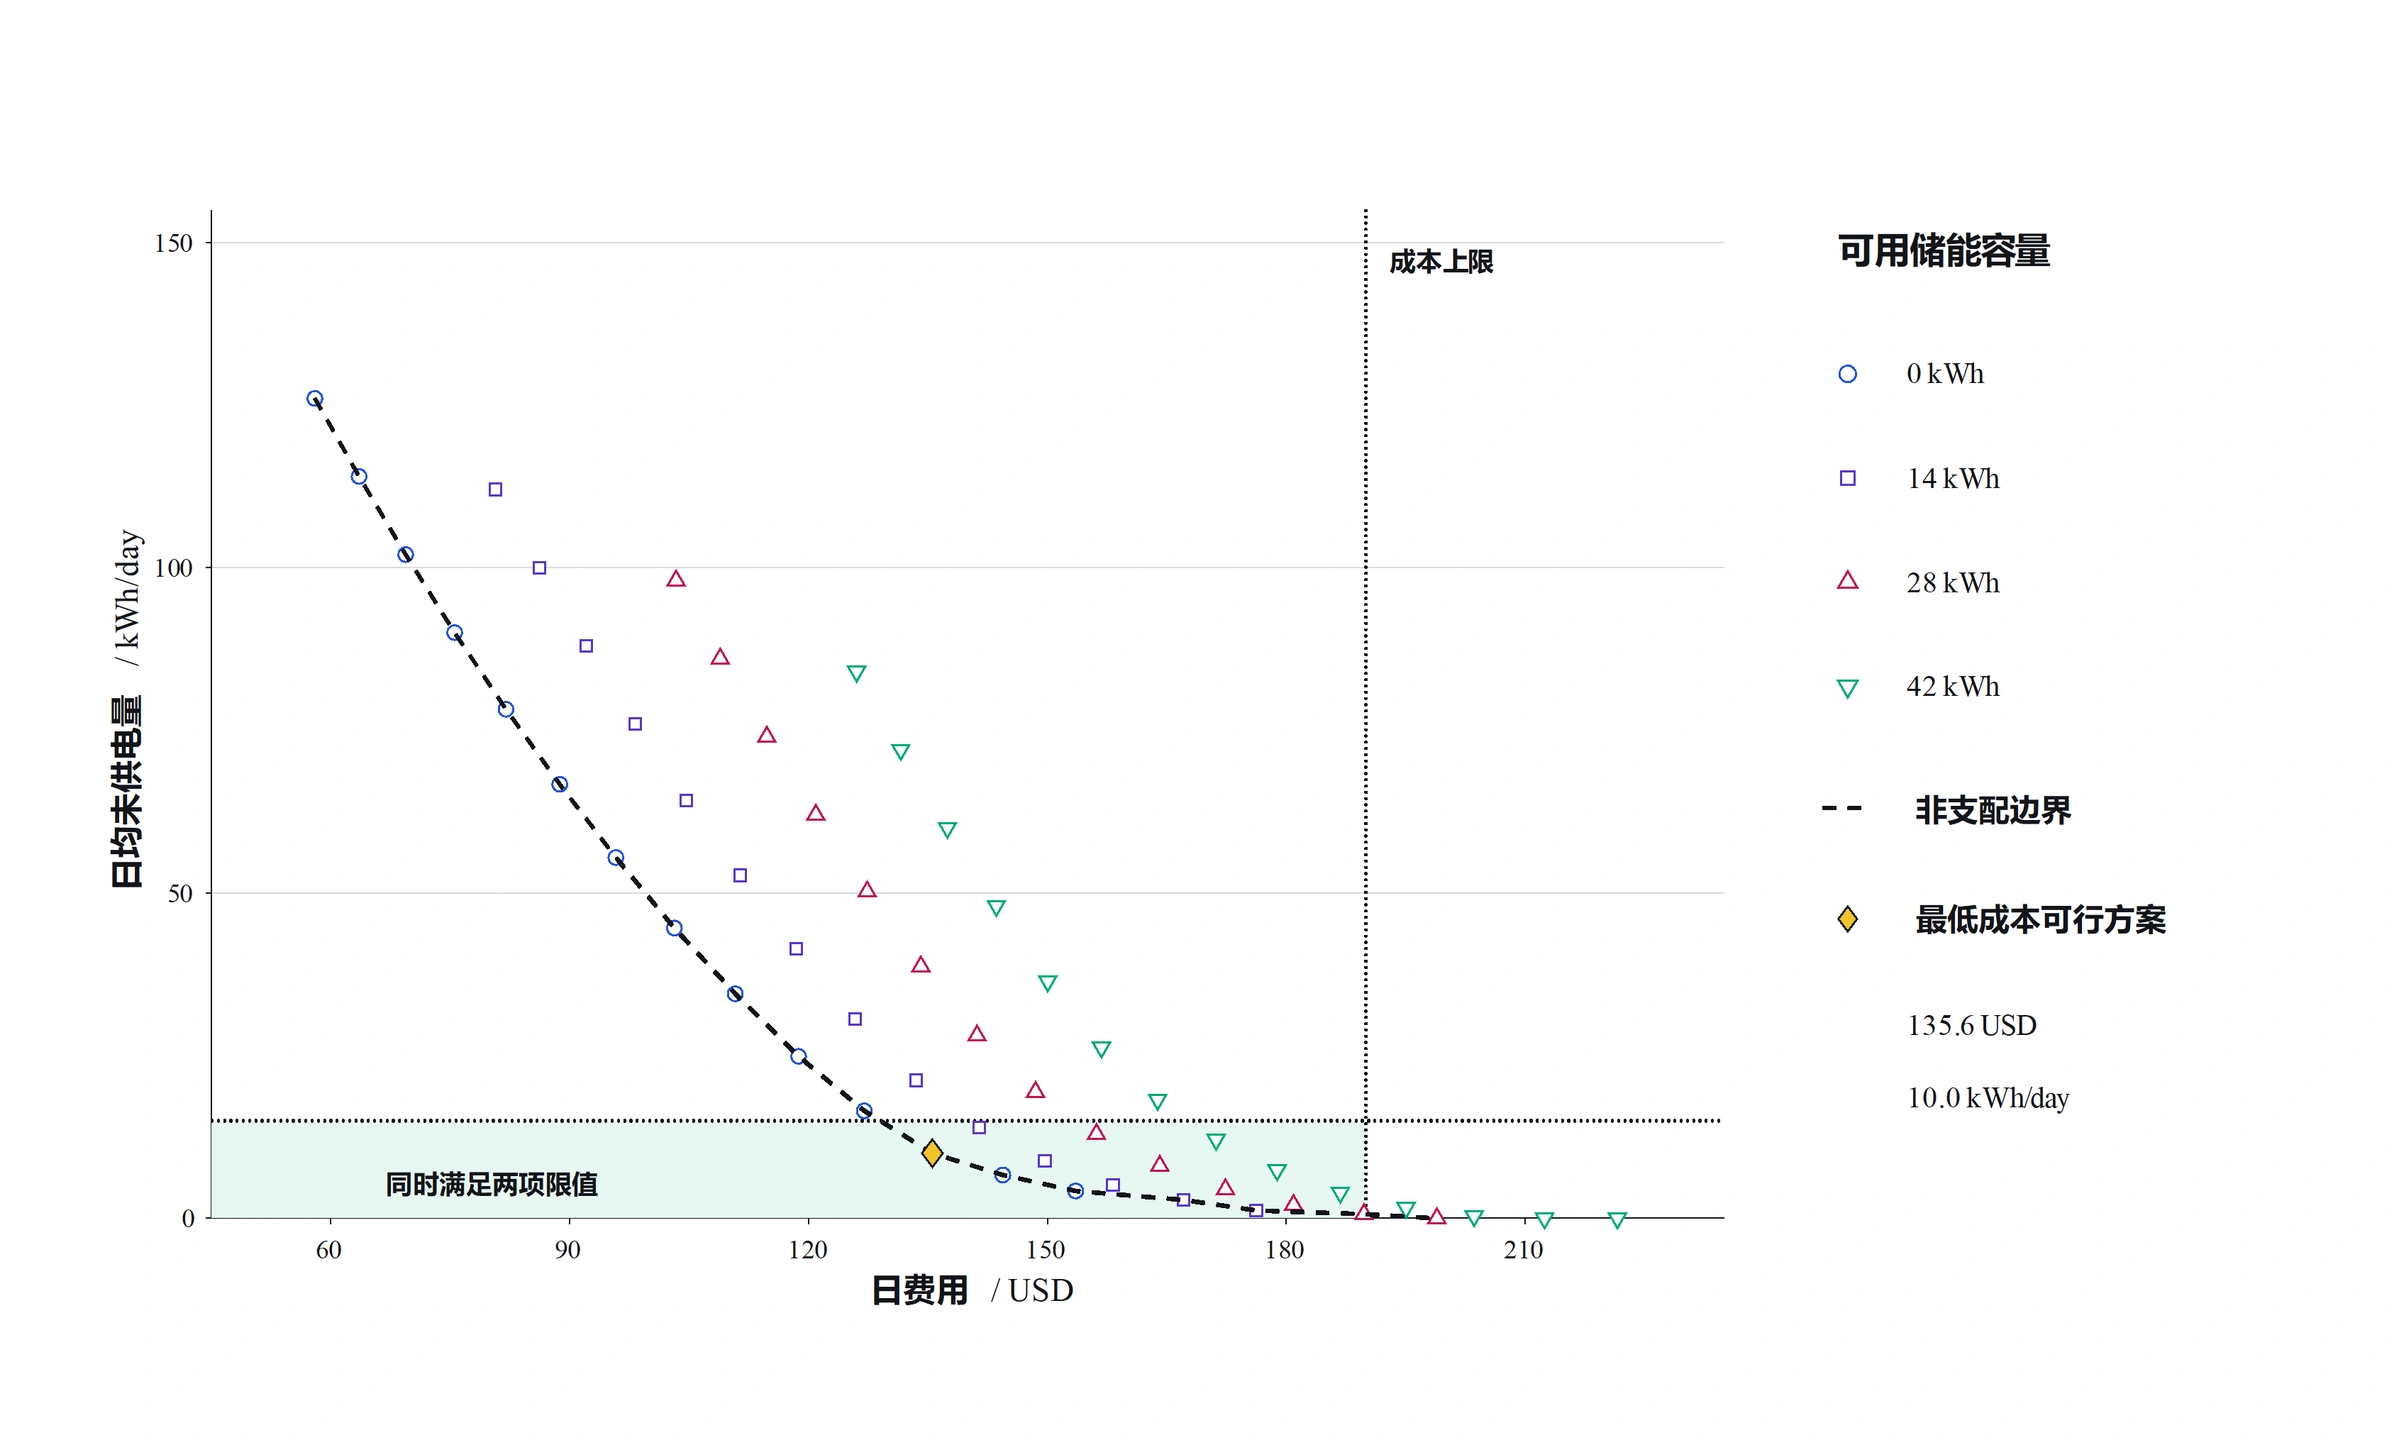 150
100
50
0
日均未供电量 / kWh/day
成本上限
同时满足两项限值
60 90 120 150 180 210
日费用 / USD
可用储能容量
0 kWh
14 kWh
28 kWh
42 kWh
非支配边界
最低成本可行方案
135.6 USD
10.0 kWh/day